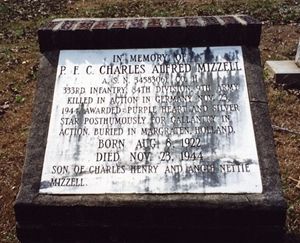 IN MEMORY OF
P. F. C. CHARLES ALFRED MIZZELL
A. S. N.
333RD INFANTRY, 84TH DIVISION, 9TH ARMY
KILLED IN ACTION IN GERMANY NOV. 23,
1944. AWARDED PURPLE HEART AND SILVER
STAR POSTHUMOUSLY FOR GALLANTRY IN
ACTION. BURIED IN MARGRATEN, HOLLAND.
BORN AUG. 8, 1922
DIED NOV. 23, 1944
SON OF CHARLES HENRY AND NETTIE
MIZZELL.